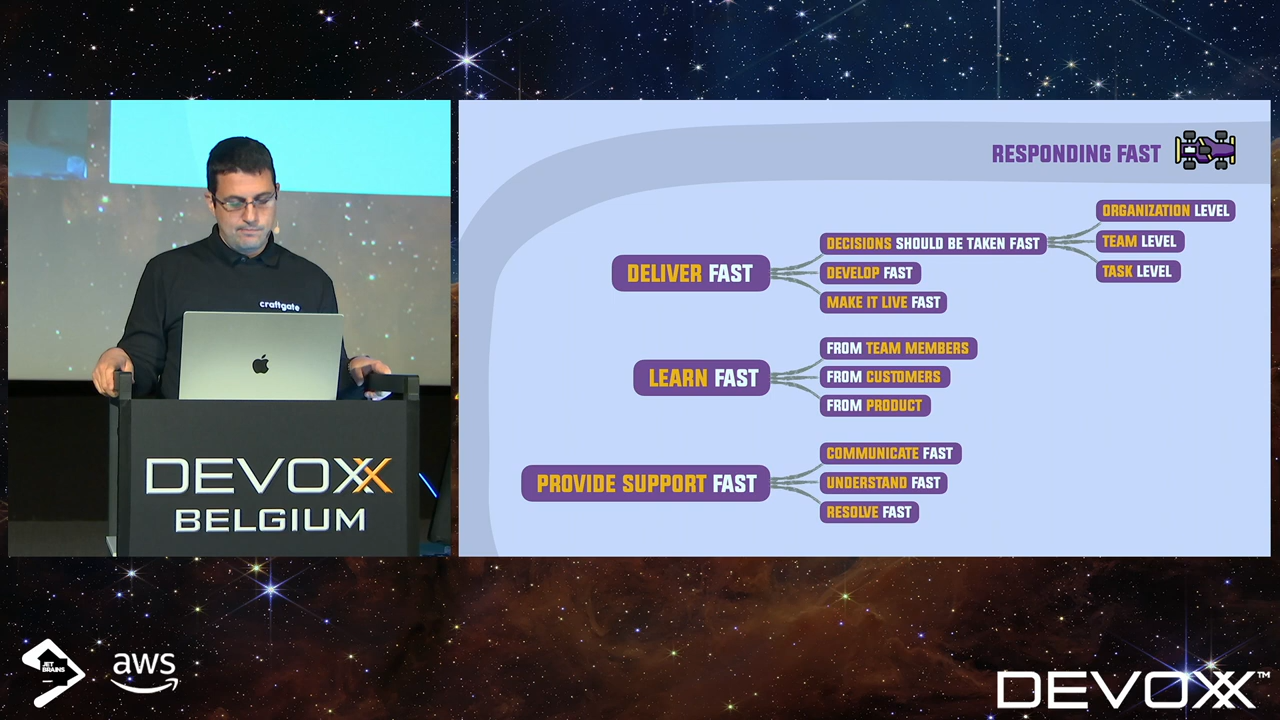 craftgate
DEVOXX
BELGIUM
RESPONDING FAST
DELIVER FAST
DECISIONS SHOULD BE TAKEN FAST
ORGANIZATION LEVEL
TEAM LEVEL
TASK LEVEL
DEVELOP FAST
MAKE IT LIVE FAST
LEARN FAST
FROM TEAM MEMBERS
FROM CUSTOMERS
FROM PRODUCT
PROVIDE SUPPORT FAST
COMMUNICATE FAST
UNDERSTAND FAST
RESOLVE FAST
JET
BRAINS
aws
DEVOXX™